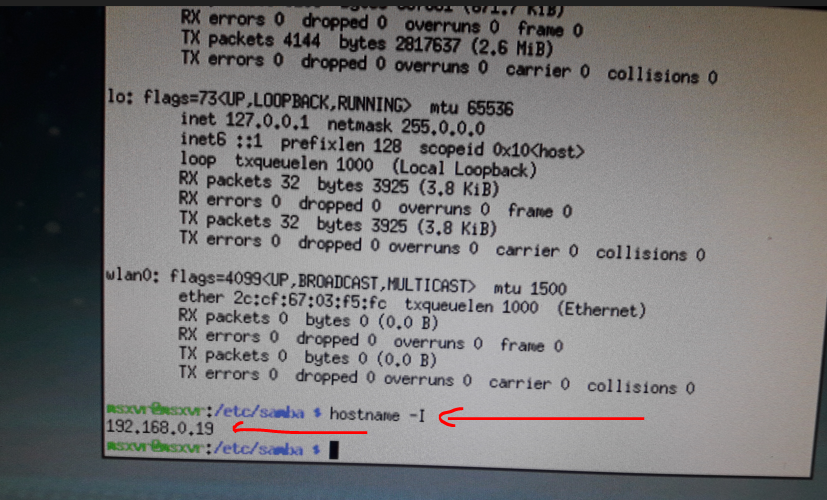 (671.7 KiB)
RX errors 0 dropped 0 overruns 0 frame 0
TX packets 4144 bytes 2817637 (2.6 MiB)
TX errors 0 dropped 0 overruns 0 carrier 0 collisions 0
lo: flags=73<UP,LOOPBACK,RUNNING> mtu 65536
inet 127.0.0.1 netmask 255.0.0.0
inet6 ::1 prefixlen 128 scopeid 0x10<host>
loop txqueuelen 1000 (Local Loopback)
RX packets 32 bytes 3925 (3.8 KiB)
RX errors 0 dropped 0 overruns 0 frame 0
TX packets 32 bytes 3925 (3.8 KiB)
TX errors 0 dropped 0 overruns 0 carrier 0 collisions 0
wlan0: flags=4099<UP,BROADCAST,MULTICAST> mtu 1500
ether 2c:cf:67:03:f5:fc txqueuelen 1000 (Ethernet)
RX packets 0 bytes 0 (0.0 B)
RX errors 0 dropped 0 overruns 0 frame 0
TX packets 0 bytes 0 (0.0 B)
TX errors 0 dropped 0 overruns 0 carrier 0 collisions 0
msxvr@msxvr:/etc/samba $ hostname -I
192.168.0.19
msxvr@msxvr:/etc/samba $